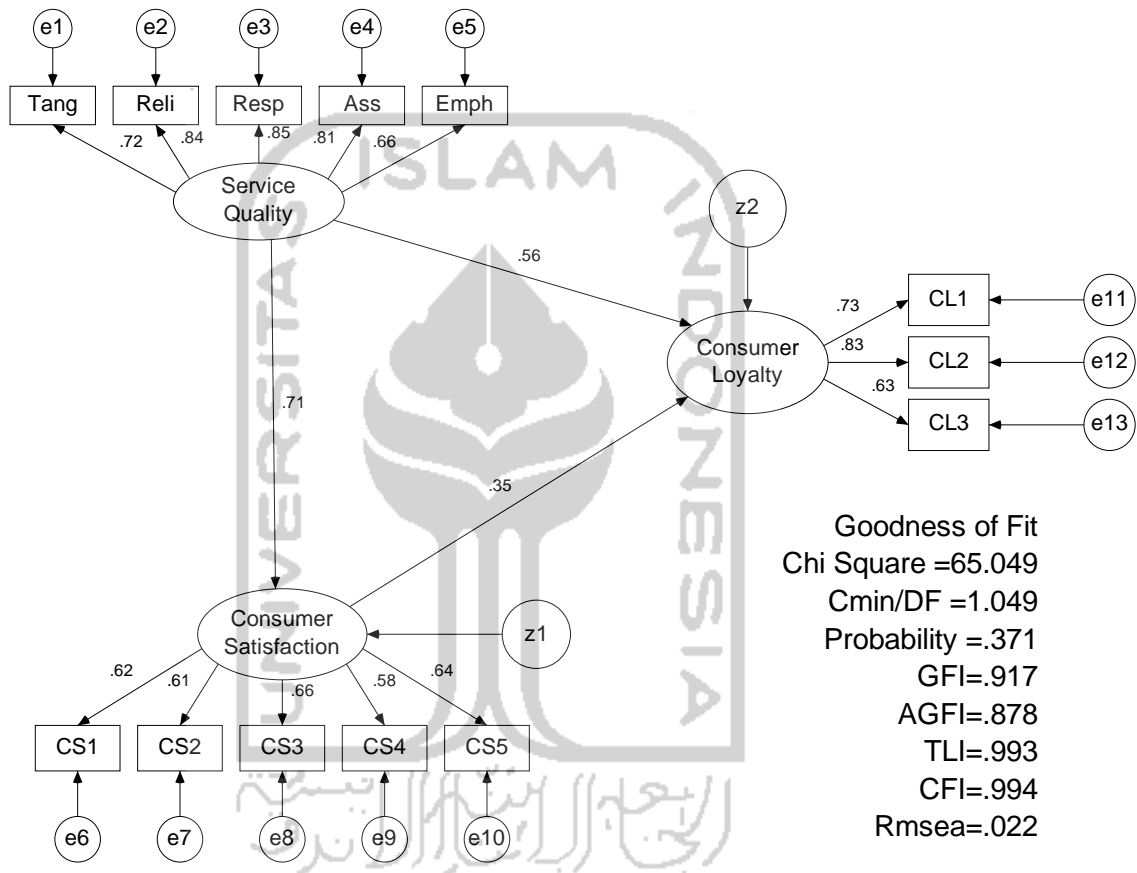 e1
e2
e3
e4
e5
Tang
Reli
Resp
Ass
Emph
.72
.84
.85
.81
.66
Service
Quality
ISLAM
UNIVERSITAS
INDONESIA
z2
.56
CL1
e11
.73
Consumer
Loyalty
.83
CL2
e12
.63
CL3
e13
.71
.35
Goodness of Fit
Chi Square =65.049
Cmin/DF =1.049
Probability =.371
GFI=.917
AGFI=.878
TLI=.993
CFI=.994
Rmsea=.022
Consumer
Satisfaction
z1
.62
.61
.66
.58
.64
CS1
CS2
CS3
CS4
CS5
e6
e7
e8
e9
e10